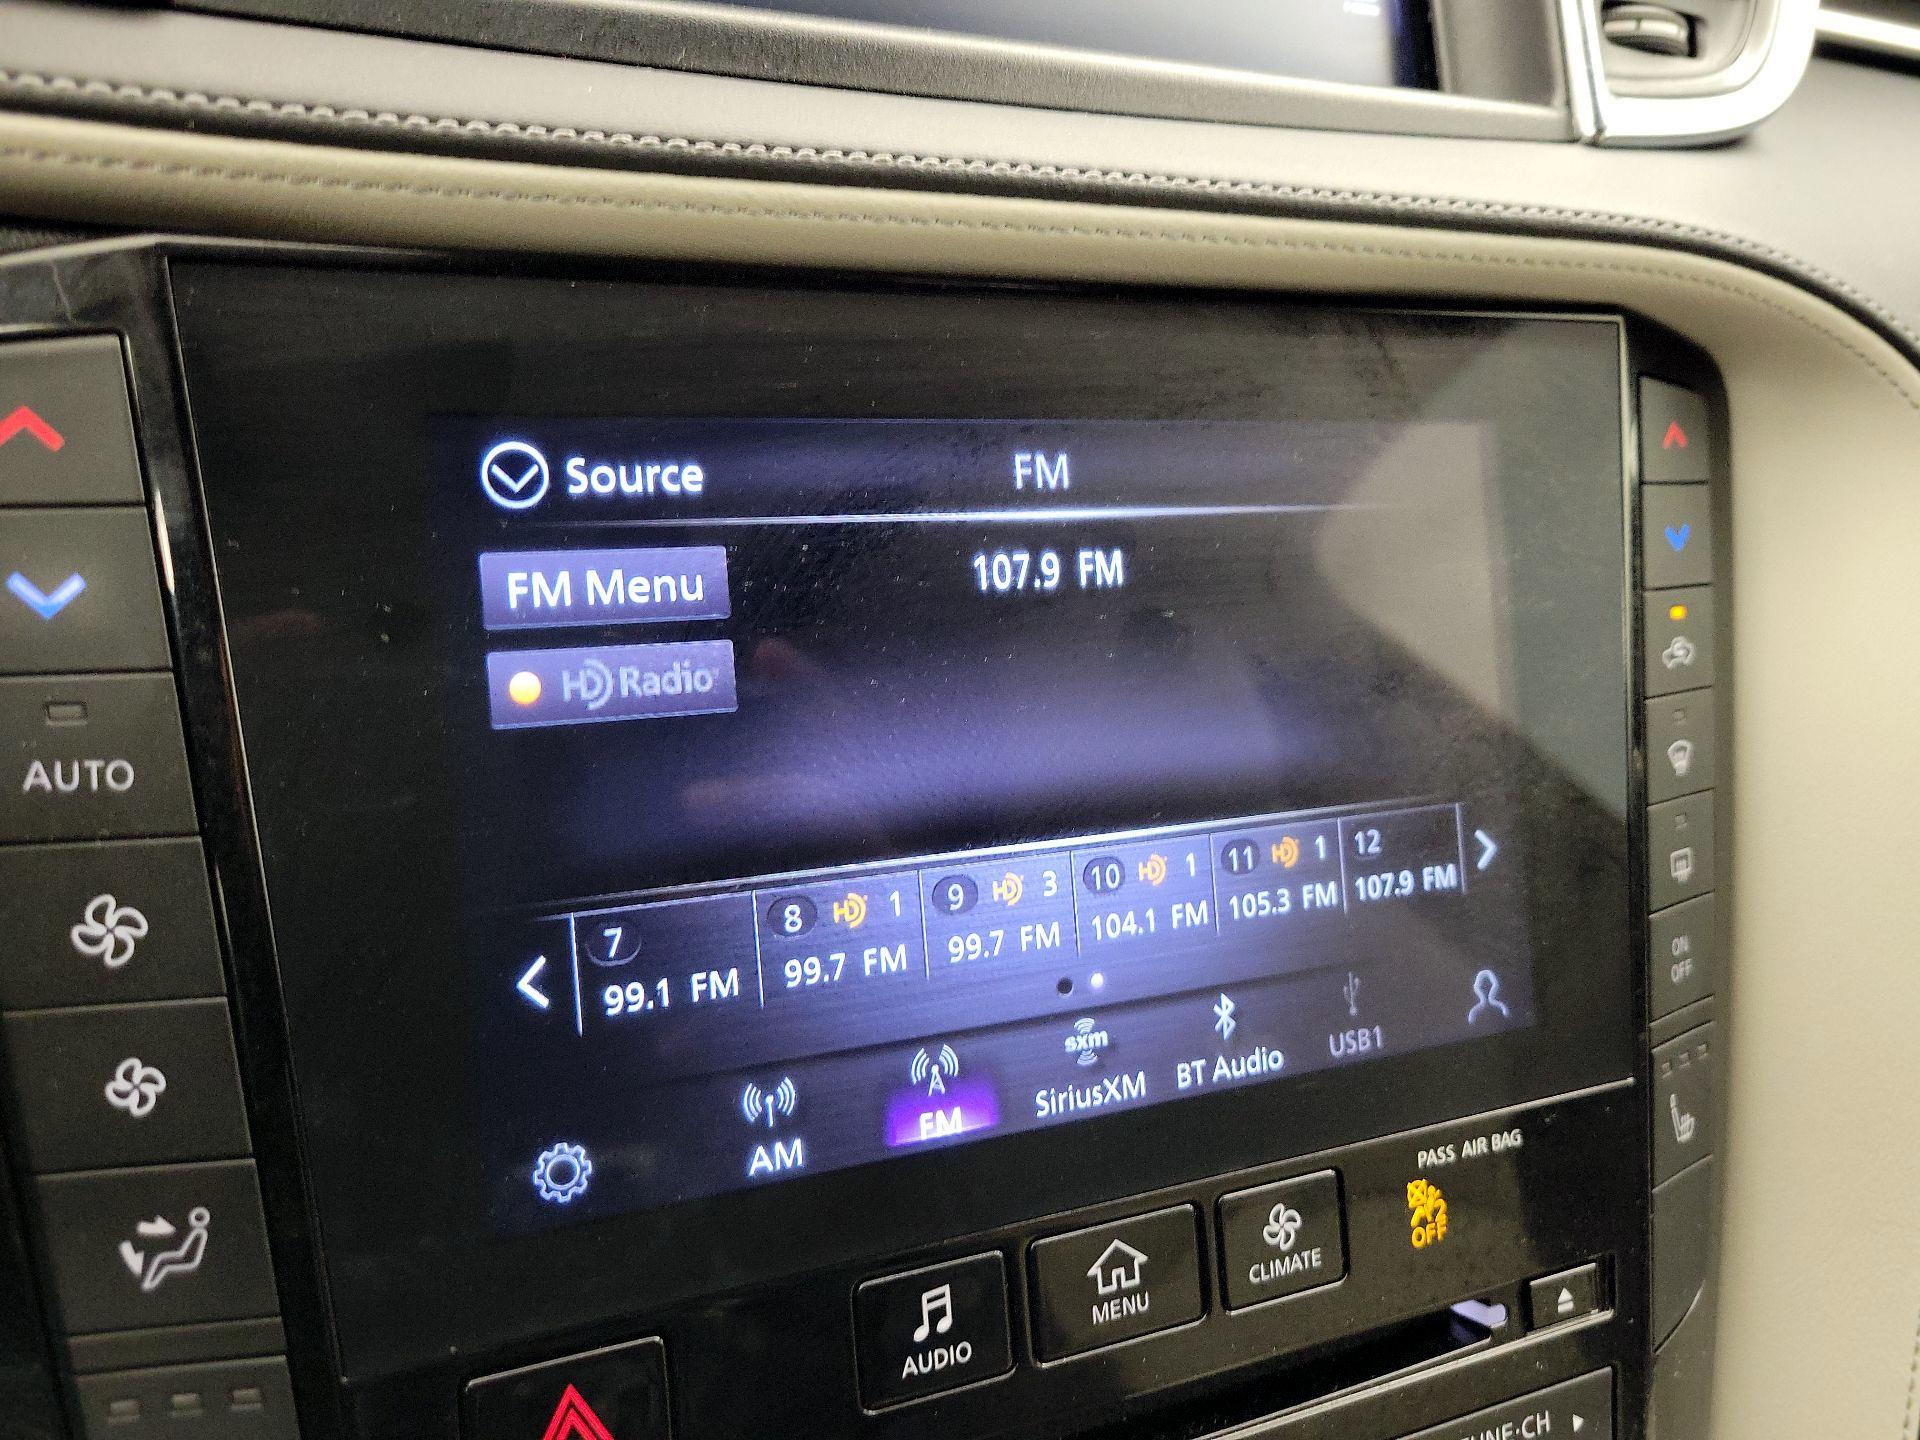 Source FM
FM Menu 107.9 FM
HD Radio
7 8 HD 1 9 HD 3 10 HD 1 11 HD 1 12
99.1 FM 99.7 FM 99.7 FM 104.1 FM 105.3 FM 107.9 FM
AM FM sxm SiriusXM BT Audio USB1
AUTO
ON
OFF
PASS AIR BAG
OFF
AUDIO MENU CLIMATE